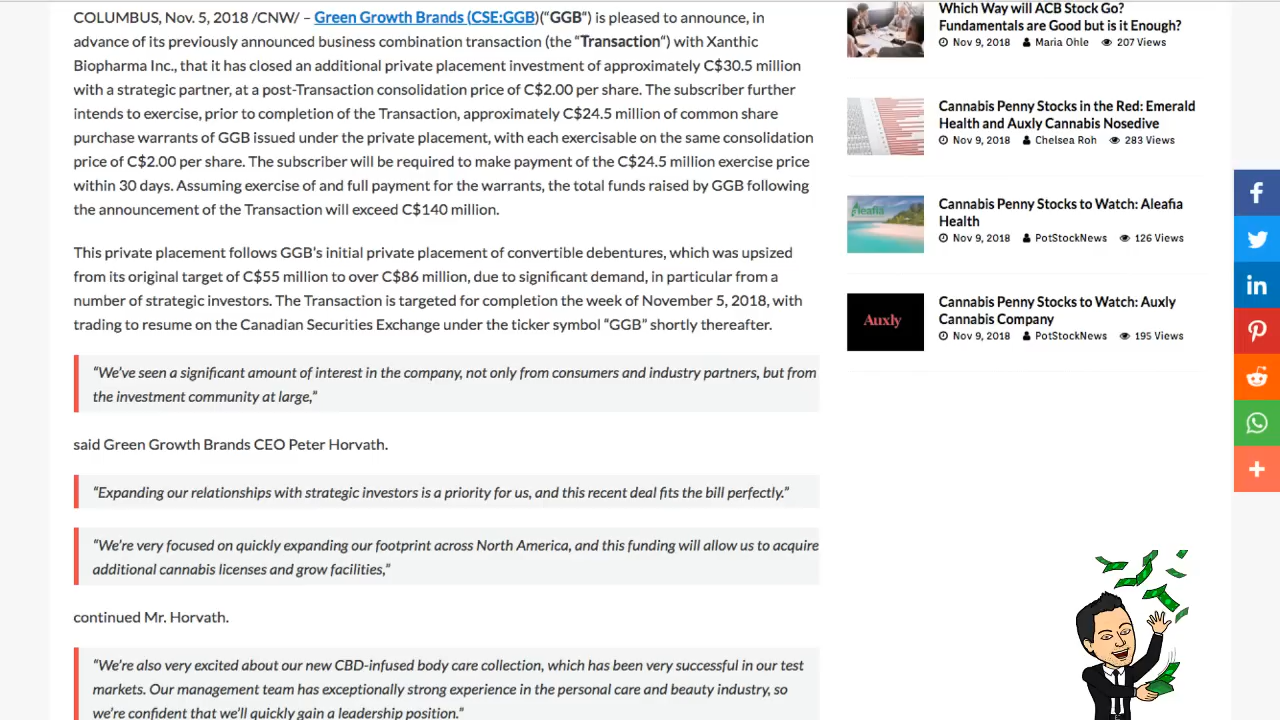 COLUMBUS, Nov. 5, 2018 /CNW/ – Green Growth Brands (CSE:GGB)(“GGB“) is pleased to announce, in
advance of its previously announced business combination transaction (the “Transaction“) with Xanthic
Biopharma Inc., that it has closed an additional private placement investment of approximately C$30.5 million
with a strategic partner, at a post-Transaction consolidation price of C$2.00 per share. The subscriber further
intends to exercise, prior to completion of the Transaction, approximately C$24.5 million of common share
purchase warrants of GGB issued under the private placement, with each exercisable on the same consolidation
price of C$2.00 per share. The subscriber will be required to make payment of the C$24.5 million exercise price
within 30 days. Assuming exercise of and full payment for the warrants, the total funds raised by GGB following
the announcement of the Transaction will exceed C$140 million.
This private placement follows GGB’s initial private placement of convertible debentures, which was upsized
from its original target of C$55 million to over C$86 million, due to significant demand, in particular from a
number of strategic investors. The Transaction is targeted for completion the week of November 5, 2018, with
trading to resume on the Canadian Securities Exchange under the ticker symbol “GGB” shortly thereafter.
“We’ve seen a significant amount of interest in the company, not only from consumers and industry partners, but from
the investment community at large,”
said Green Growth Brands CEO Peter Horvath.
“Expanding our relationships with strategic investors is a priority for us, and this recent deal fits the bill perfectly.”
“We’re very focused on quickly expanding our footprint across North America, and this funding will allow us to acquire
additional cannabis licenses and grow facilities,”
continued Mr. Horvath.
“We’re also very excited about our new CBD-infused body care collection, which has been very successful in our test
markets. Our management team has exceptionally strong experience in the personal care and beauty industry, so
we’re confident that we’ll quickly gain a leadership position.”
Which Way will ACB Stock Go?
Fundamentals are Good but is it Enough?
Nov 9, 2018 Maria Ohle 207 Views
Cannabis Penny Stocks in the Red: Emerald
Health and Auxly Cannabis Nosedive
Nov 9, 2018 Chelsea Roh 283 Views
Aleafia
Cannabis Penny Stocks to Watch: Aleafia
Health
Nov 9, 2018 PotStockNews 126 Views
Auxly
Cannabis Penny Stocks to Watch: Auxly
Cannabis Company
Nov 9, 2018 PotStockNews 195 Views